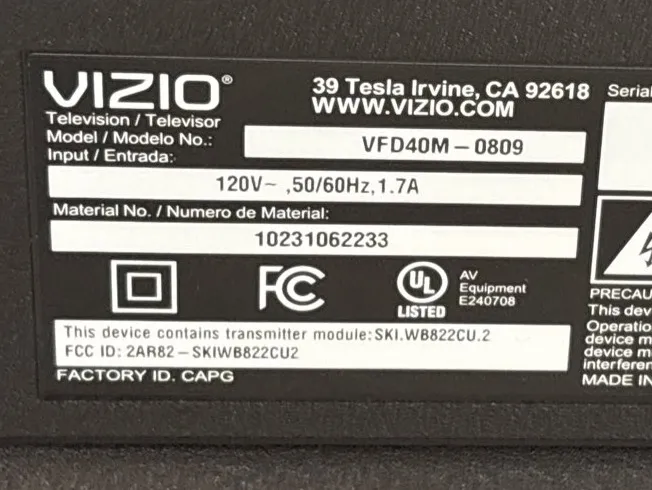 VIZIO®
39 Tesla Irvine, CA 92618
WWW.VIZIO.COM
Serial
Television / Televisor
Model / Modelo No.:
VFD40M – 0809
Input / Entrada:
120V~ ,50/60Hz,1.7A
Material No. / Numero de Material:
10231062233
FC
UL
LISTED
AV
Equipment
E240708
This device contains transmitter module: SKI.WB822CU.2
FCC ID: 2AR82 – SKIWB822CU2
FACTORY ID. CAPG
PRECAU
This devi
Operatio
device m
device m
interferen
MADE IN